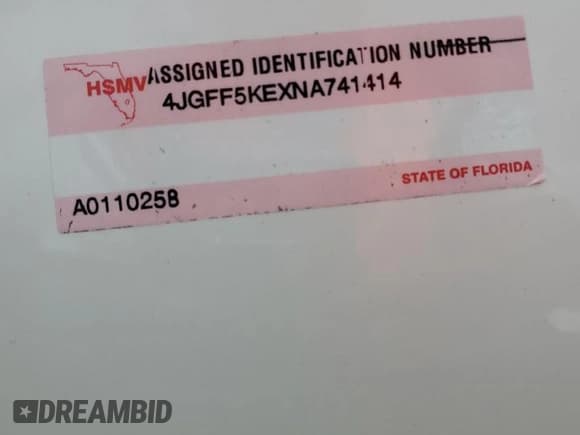 HSMV ASSIGNED IDENTIFICATION NUMBER
4JGFF5KEXNA741414
STATE OF FLORIDA
A0110258
DREAMBID